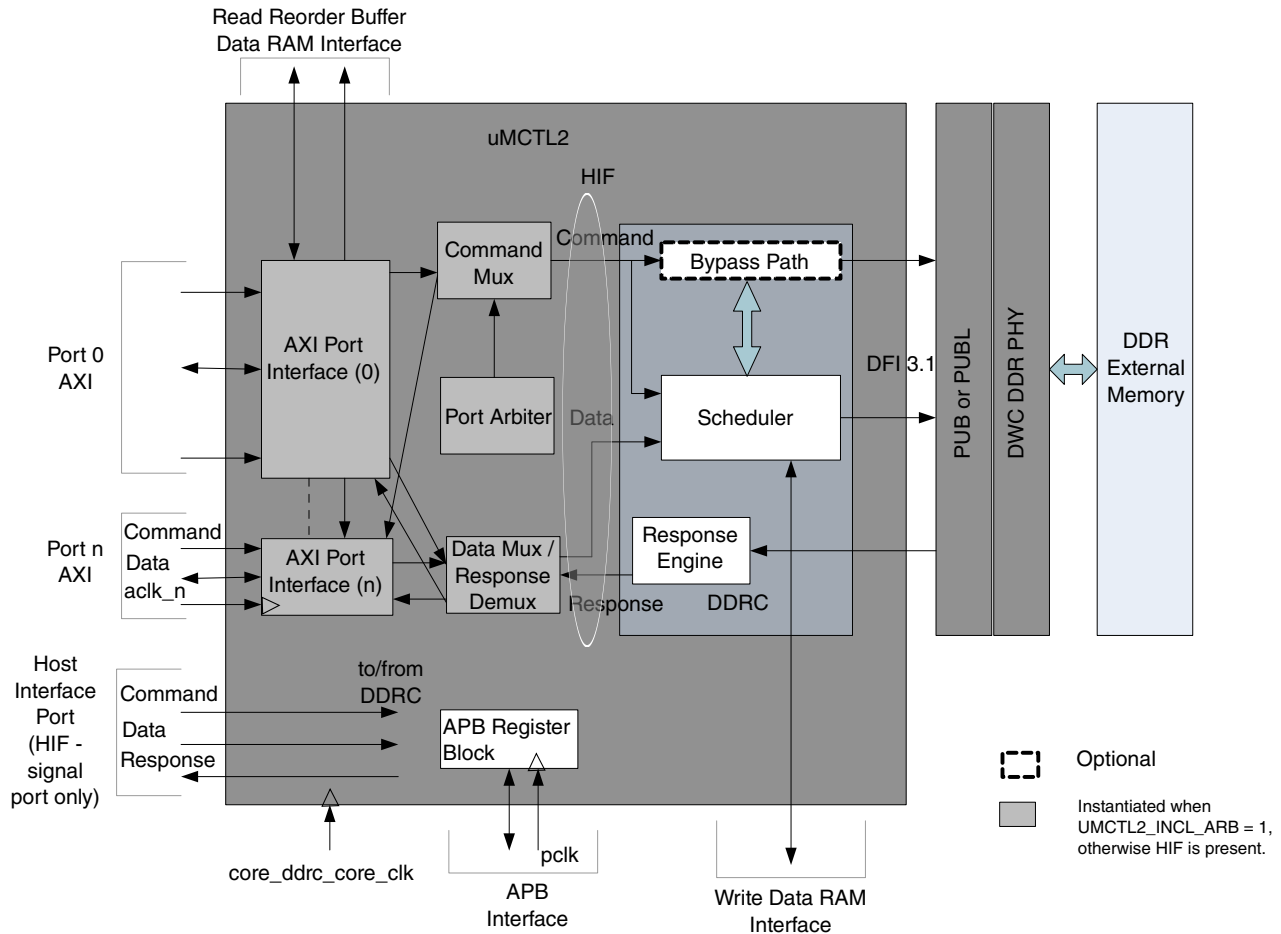 Read Reorder Buffer
Data RAM Interface
uMCTL2
HIF
Command
Mux
Command
Bypass Path
AXI Port
Interface (0)
Port 0
AXI
Port Arbiter
Data
Scheduler
DFI 3.1
PUB or PUBL
DWC DDR PHY
DDR
External
Memory
Port n
AXI
Command
Data
aclk_n
AXI Port
Interface (n)
Data Mux /
Response
Demux
Response
Response
Engine
DDRC
Host
Interface
Port
(HIF -
signal
port only)
Command
Data
Response
to/from
DDRC
APB Register
Block
core_ddrc_core_clk
pclk
APB
Interface
Write Data RAM
Interface
Optional
Instantiated when
UMCTL2_INCL_ARB = 1,
otherwise HIF is present.